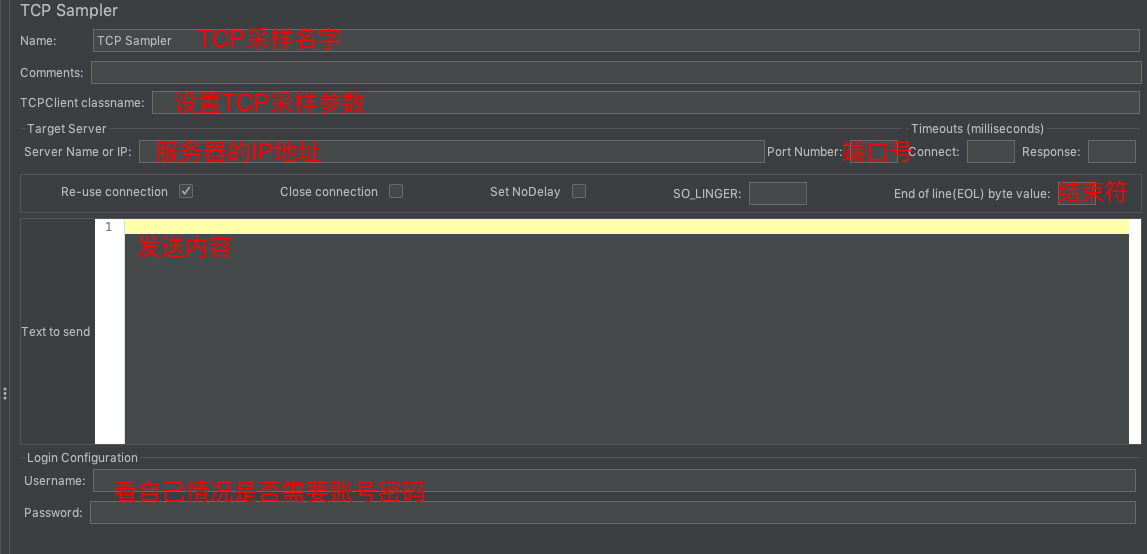 TCP Sampler
Name: TCP Sampler TCP采样名字
Comments:
TCPClient classname: 设置TCP采样参数
Target Server Timeouts (milliseconds)
Server Name or IP: 服务器的IP地址 Port Number: 端口号 Connect: Response:
Re-use connection Close connection Set NoDelay SO_LINGER: End of line(EOL) byte value: 结束符
1
发送内容
Text to send
Login Configuration
Username: 看自己情况是否需要账号密码
Password: